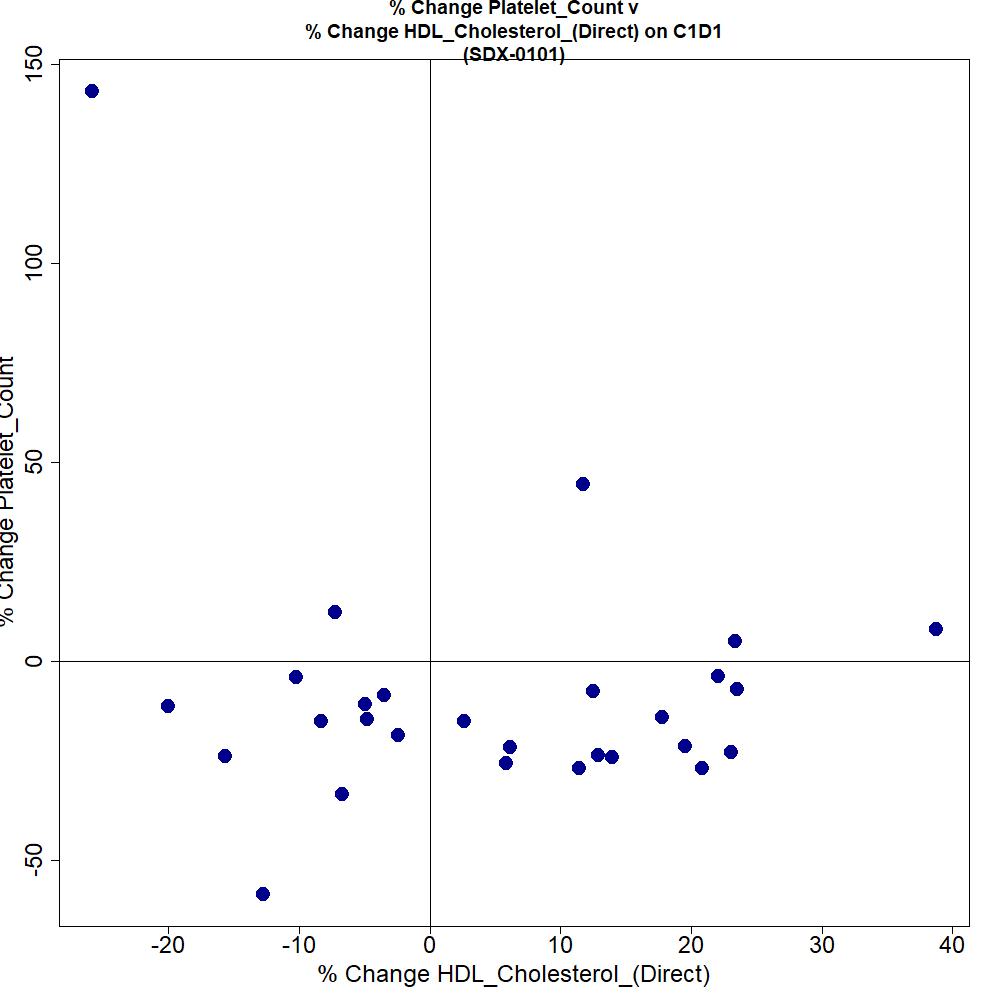 % Change Platelet_Count v
% Change HDL_Cholesterol_(Direct) on C1D1
(SDX-0101)
150
100
50
0
-50
% Change Platelet_Count
-20
-10
0
10
20
30
40
% Change HDL_Cholesterol_(Direct)